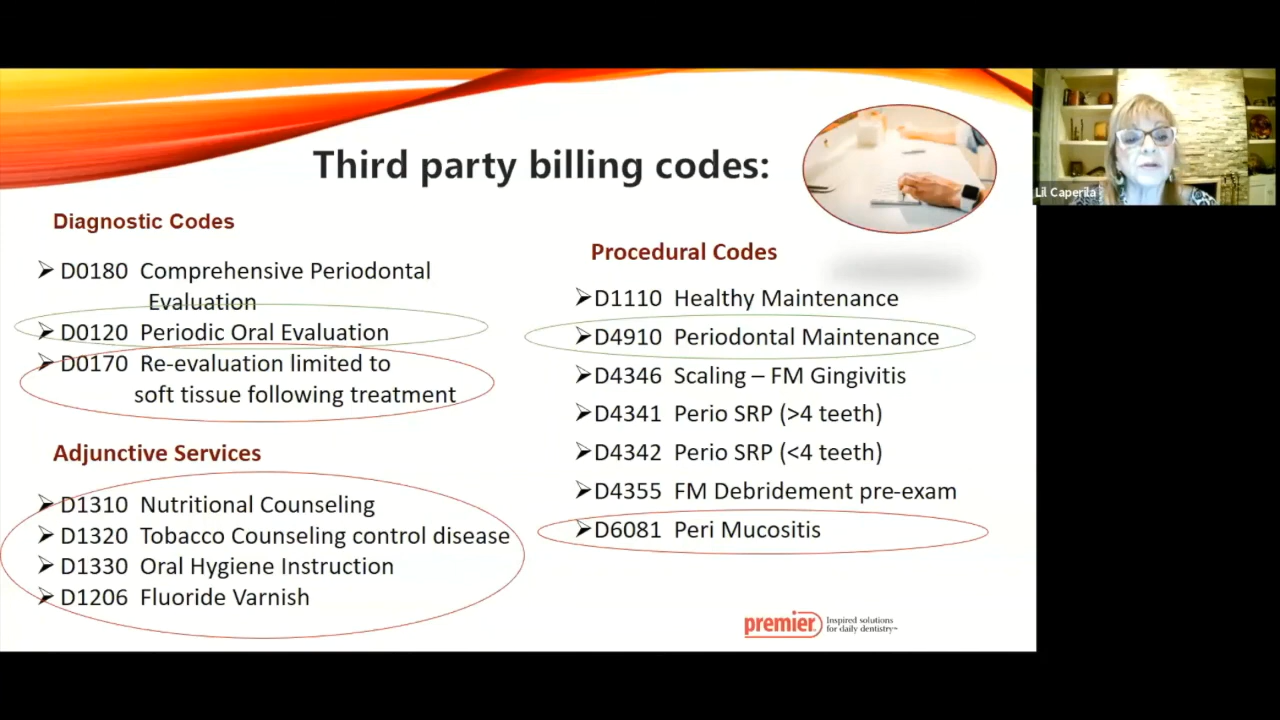 Third party billing codes:
Diagnostic Codes
➢ D0180 Comprehensive Periodontal
Evaluation
➢ D0120 Periodic Oral Evaluation
➢ D0170 Re-evaluation limited to
soft tissue following treatment
Adjunctive Services
➢ D1310 Nutritional Counseling
➢ D1320 Tobacco Counseling control disease
➢ D1330 Oral Hygiene Instruction
➢ D1206 Fluoride Varnish
Procedural Codes
➢D1110 Healthy Maintenance
➢D4910 Periodontal Maintenance
➢D4346 Scaling – FM Gingivitis
➢D4341 Perio SRP (>4 teeth)
➢D4342 Perio SRP (<4 teeth)
➢D4355 FM Debridement pre-exam
➢D6081 Peri Mucositis
premier
Inspired solutions
for daily dentistry™
Lil Caperila